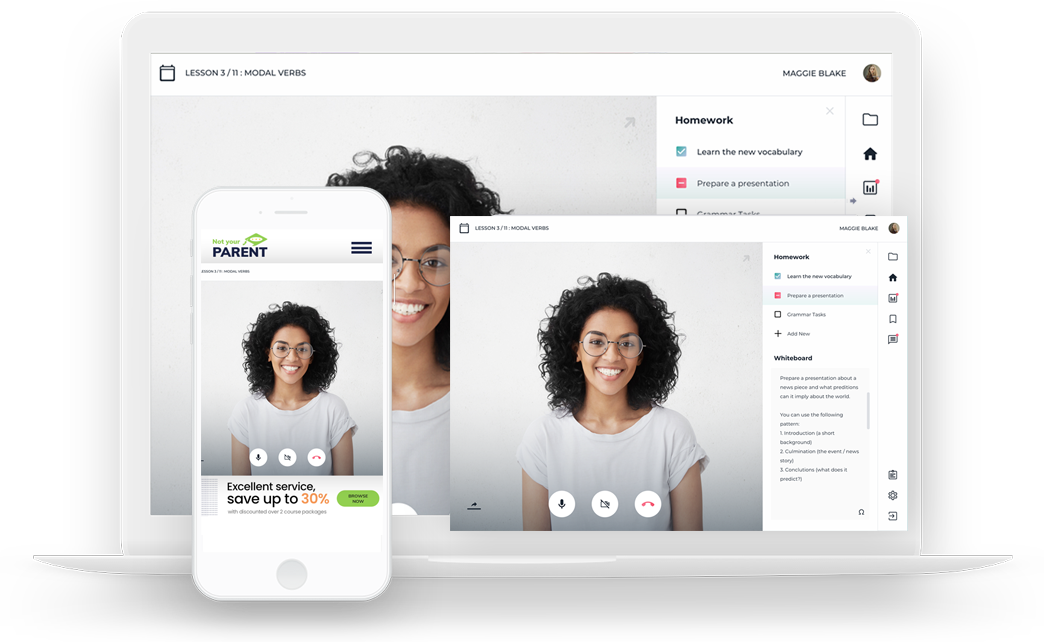 LESSON 3 / 11 : MODAL VERBS
MAGGIE BLAKE
Homework
Learn the new vocabulary
Prepare a presentation
Grammar Tasks
Not your
PARENT
LESSON 3 / 11 : MODAL VERBS
Excellent service,
save up to 30%
with discounted over 2 course packages
BROWSE
NOW
LESSON 3 / 11 : MODAL VERBS
MAGGIE BLAKE
Homework
Learn the new vocabulary
Prepare a presentation
Grammar Tasks
Add New
Whiteboard
Prepare a presentation about a
news piece and what preditions
can it imply about the world.
You can use the following
pattern:
1. Introduction (a short
background)
2. Culmination (the event / news
story)
3. Conclutions (what does it
predict?)